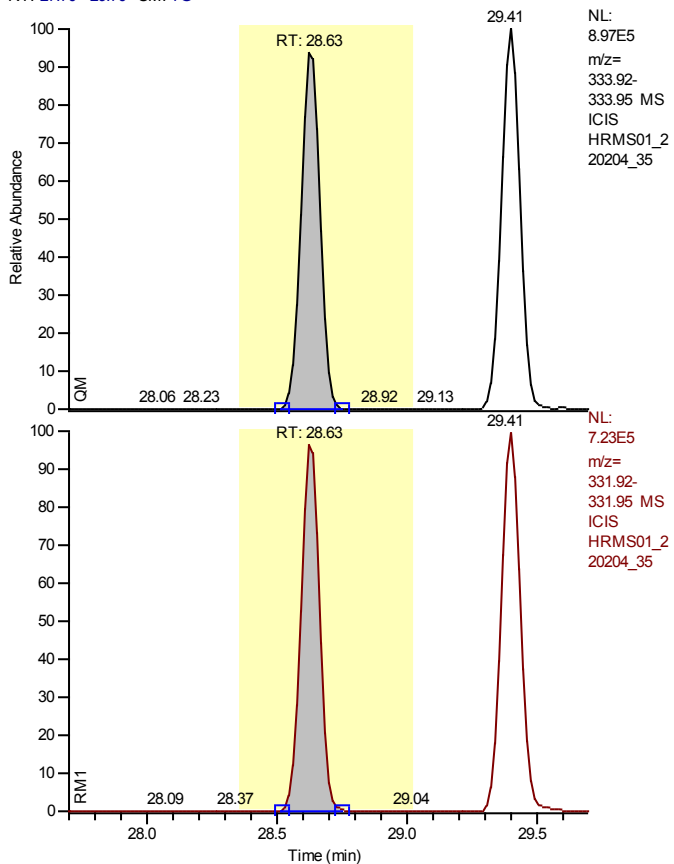 RT: 28.63
29.41
NL:
8.97E5
m/z=
333.92-
333.95 MS
ICIS
HRMS01_2
20204_35
100
90
80
70
60
50
40
30
20
10
0
Relative Abundance
QM
28.06 28.23
28.92
29.13
RT: 28.63
29.41
NL:
7.23E5
m/z=
331.92-
331.95 MS
ICIS
HRMS01_2
20204_35
100
90
80
70
60
50
40
30
20
10
0
RM1
28.09
28.37
29.04
28.0
28.5
29.0
29.5
Time (min)